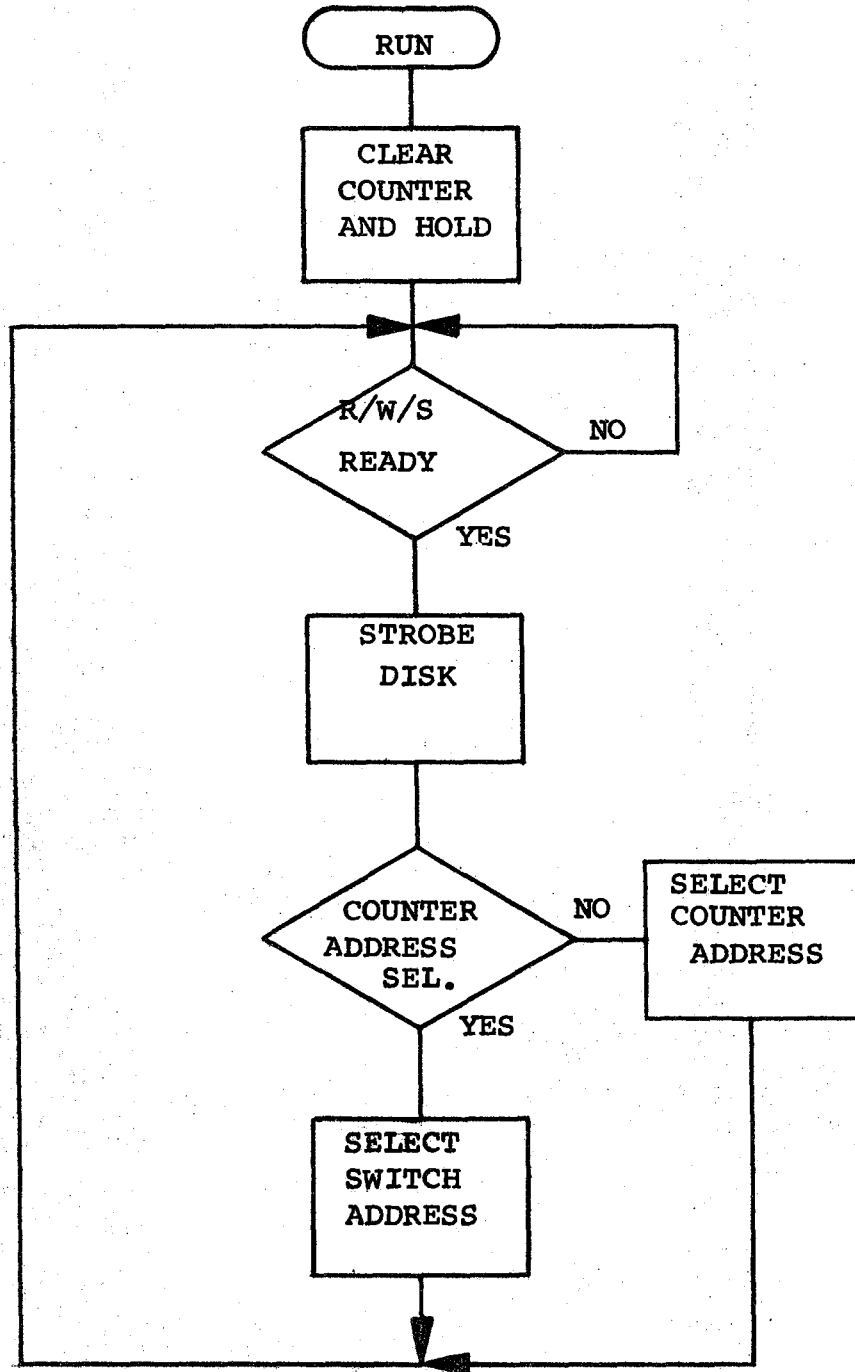 RUN
CLEAR
COUNTER
AND HOLD
R/W/S
READY
NO
YES
STROBE
DISK
COUNTER
ADDRESS
SEL.
NO
YES
SELECT
COUNTER
ADDRESS
SELECT
SWITCH
ADDRESS